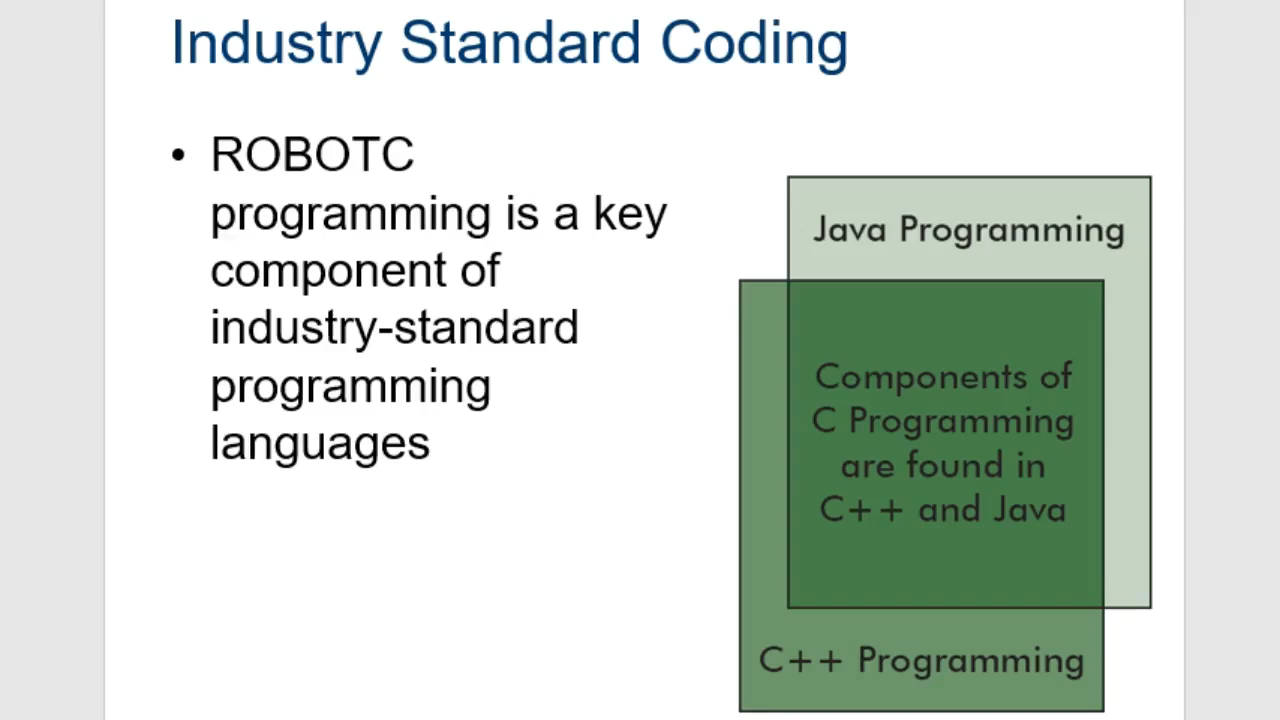 Industry Standard Coding
• ROBOTC
programming is a key
component of
industry-standard
programming
languages
Java Programming
Components of
C Programming
are found in
C++ and Java
C++ Programming